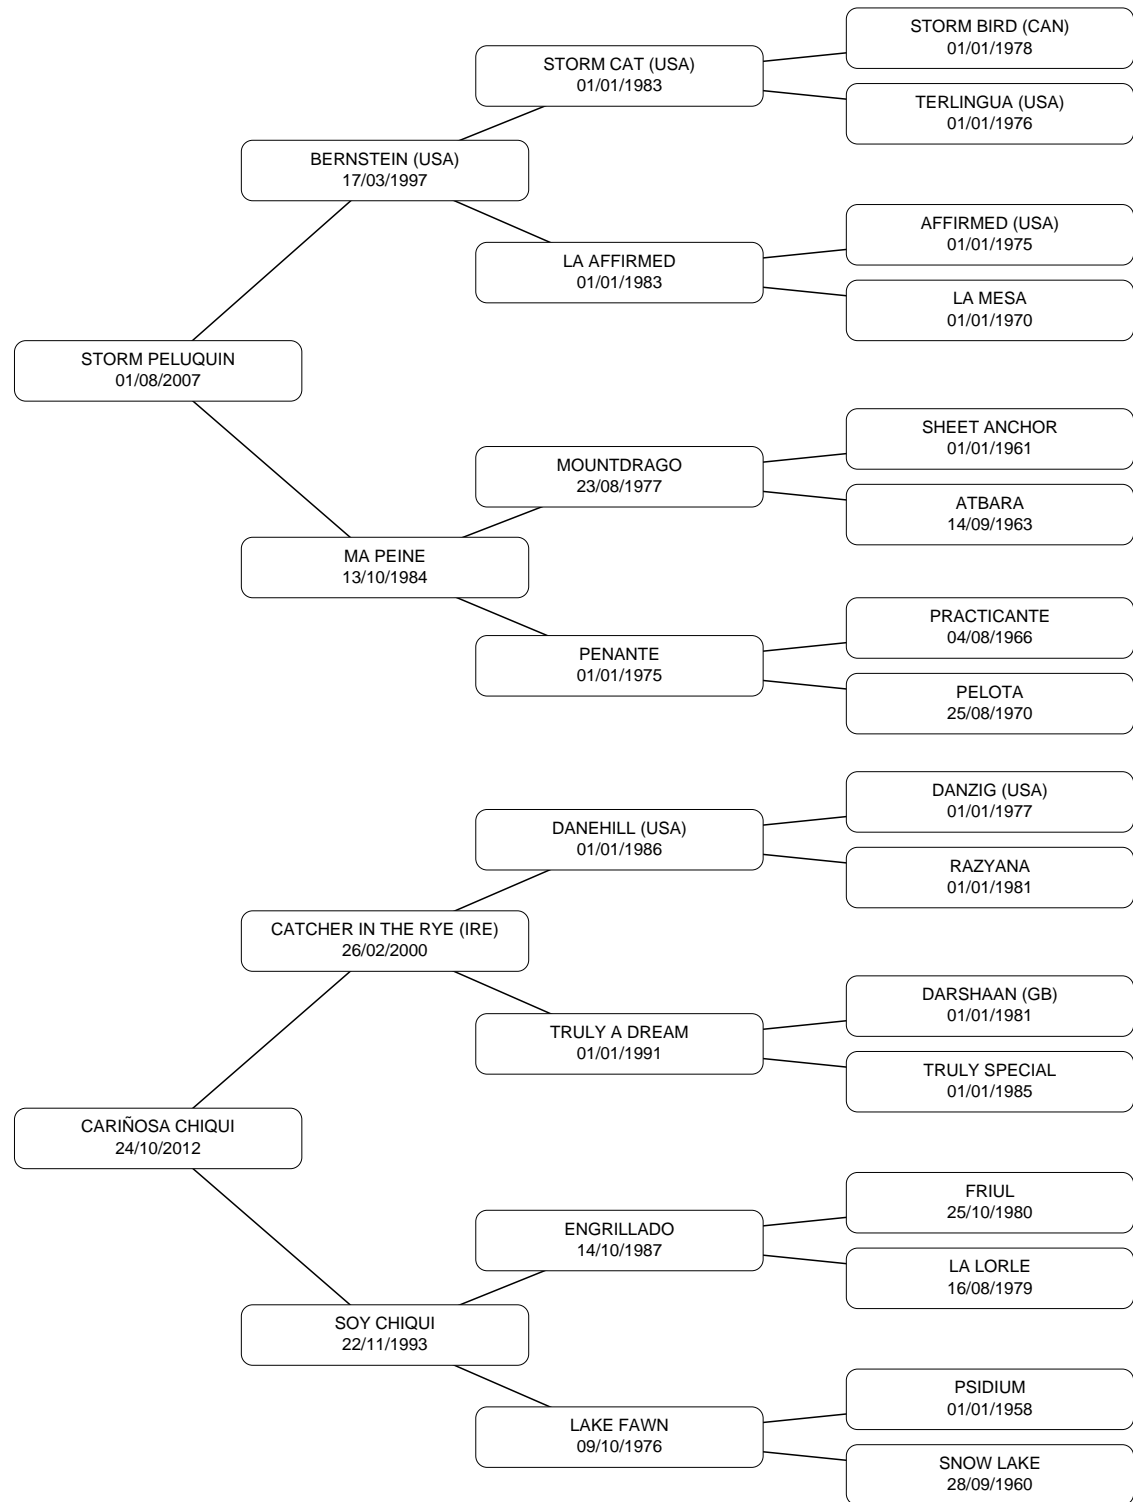 STORM BIRD (CAN)
01/01/1978
STORM CAT (USA)
01/01/1983
TERLINGUA (USA)
01/01/1976
BERNSTEIN (USA)
17/03/1997
AFFIRMED (USA)
01/01/1975
LA AFFIRMED
01/01/1983
LA MESA
01/01/1970
STORM PELUQUIN
01/08/2007
SHEET ANCHOR
01/01/1961
MOUNTDRAGO
23/08/1977
ATBARA
14/09/1963
MA PEINE
13/10/1984
PRACTICANTE
04/08/1966
PENANTE
01/01/1975
PELOTA
25/08/1970
DANZIG (USA)
01/01/1977
DANEHILL (USA)
01/01/1986
RAZYANA
01/01/1981
CATCHER IN THE RYE (IRE)
26/02/2000
DARSHAAN (GB)
01/01/1981
TRULY A DREAM
01/01/1991
TRULY SPECIAL
01/01/1985
CARIÑOSA CHIQUI
24/10/2012
FRIUL
25/10/1980
ENGRILLADO
14/10/1987
LA LORLE
16/08/1979
SOY CHIQUI
22/11/1993
PSIDIUM
01/01/1958
LAKE FAWN
09/10/1976
SNOW LAKE
28/09/1960